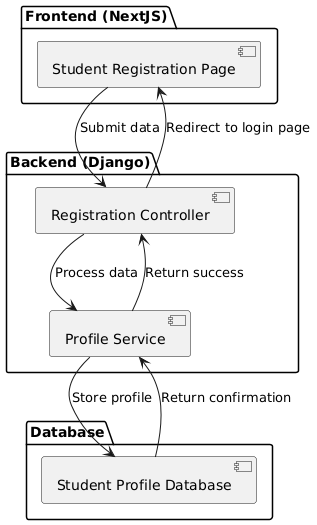 Frontend (NextJS)
Student Registration Page
Submit data
Redirect to login page
Backend (Django)
Registration Controller
Process data
Return success
Profile Service
Store profile
Return confirmation
Database
Student Profile Database